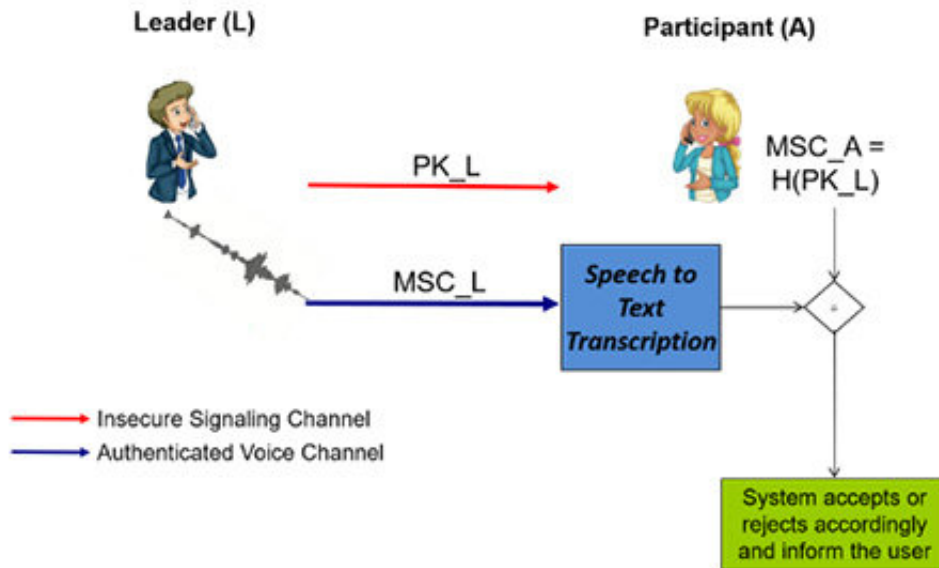 Leader (L)
Participant (A)
PK_L
MSC_A =
H(PK_L)
MSC_L
Speech to
Text
Transcription
Insecure Signaling Channel
Authenticated Voice Channel
System accepts or
rejects accordingly
and inform the user